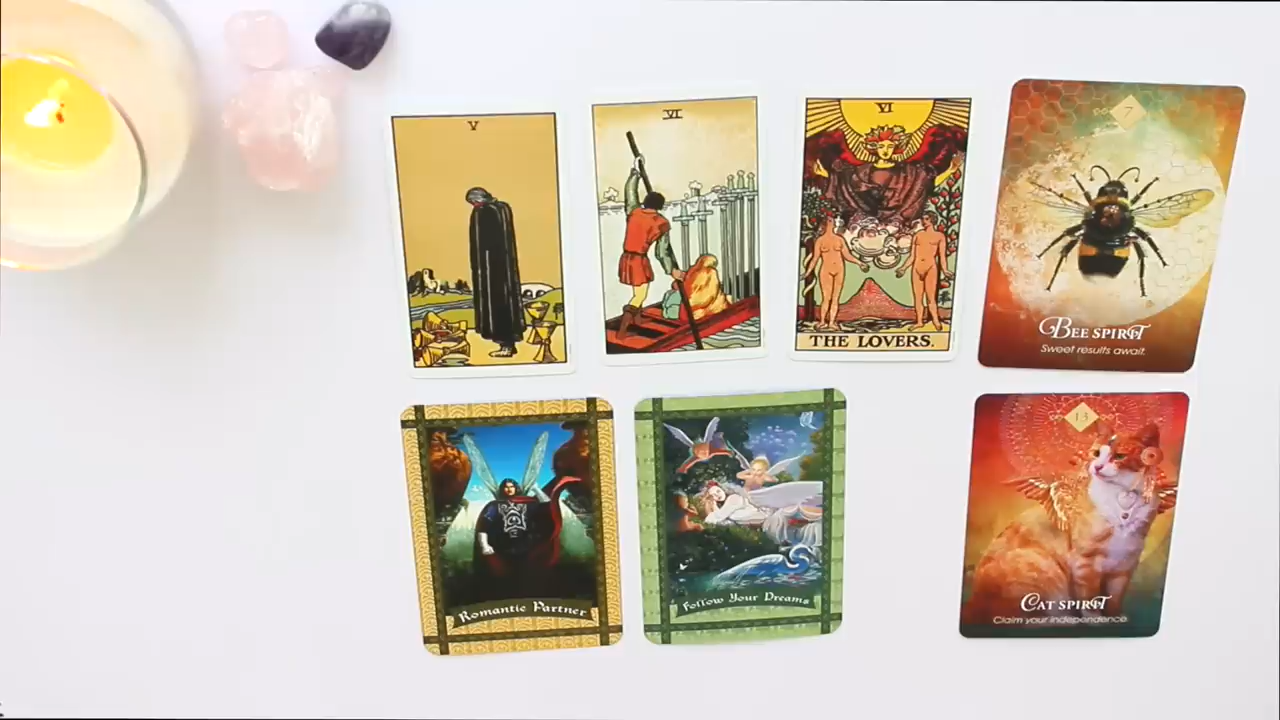 V
VI
VI
THE LOVERS.
7
BEE SPIRIT
Sweet results await.
Romantic Partner
Follow Your Dreams
13
CAT SPIRIT
Claim your independence.